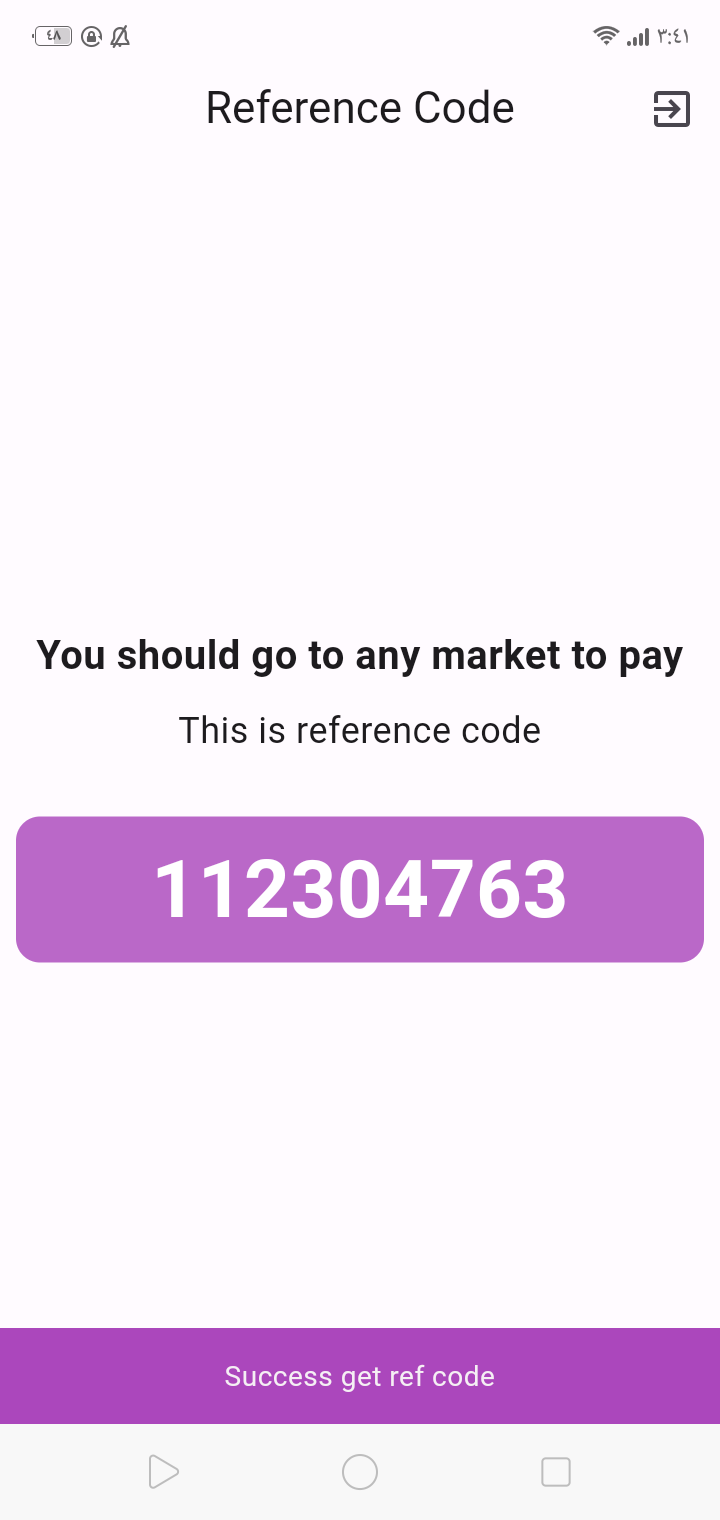 ٤٨
٣:٤١
Reference Code
You should go to any market to pay
This is reference code
112304763
Success get ref code